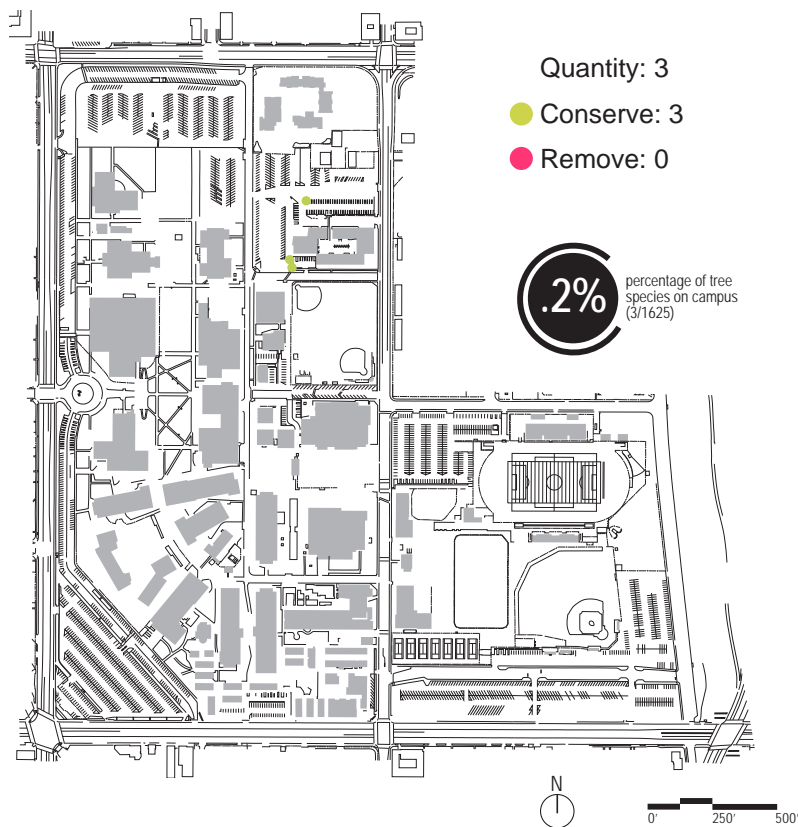 Quantity: 3
Conserve: 3
Remove: 0
.2%
percentage of tree
species on campus
(3/1625)
N
0'
250'
500'